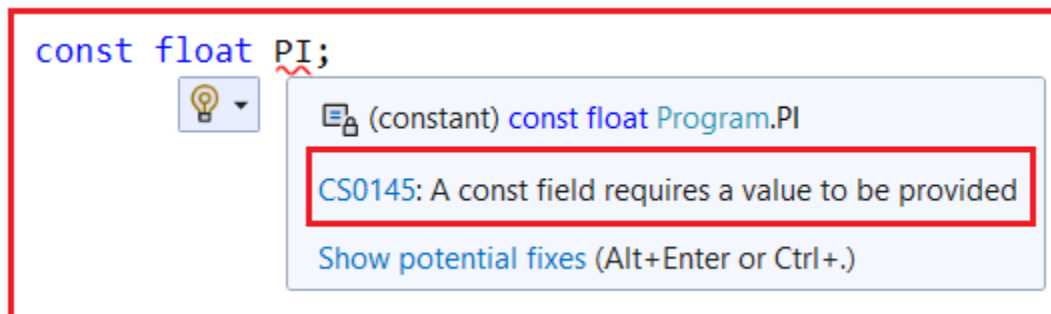 const float PI;
(constant) const float Program.PI
CS0145: A const field requires a value to be provided
Show potential fixes (Alt+Enter or Ctrl+.)